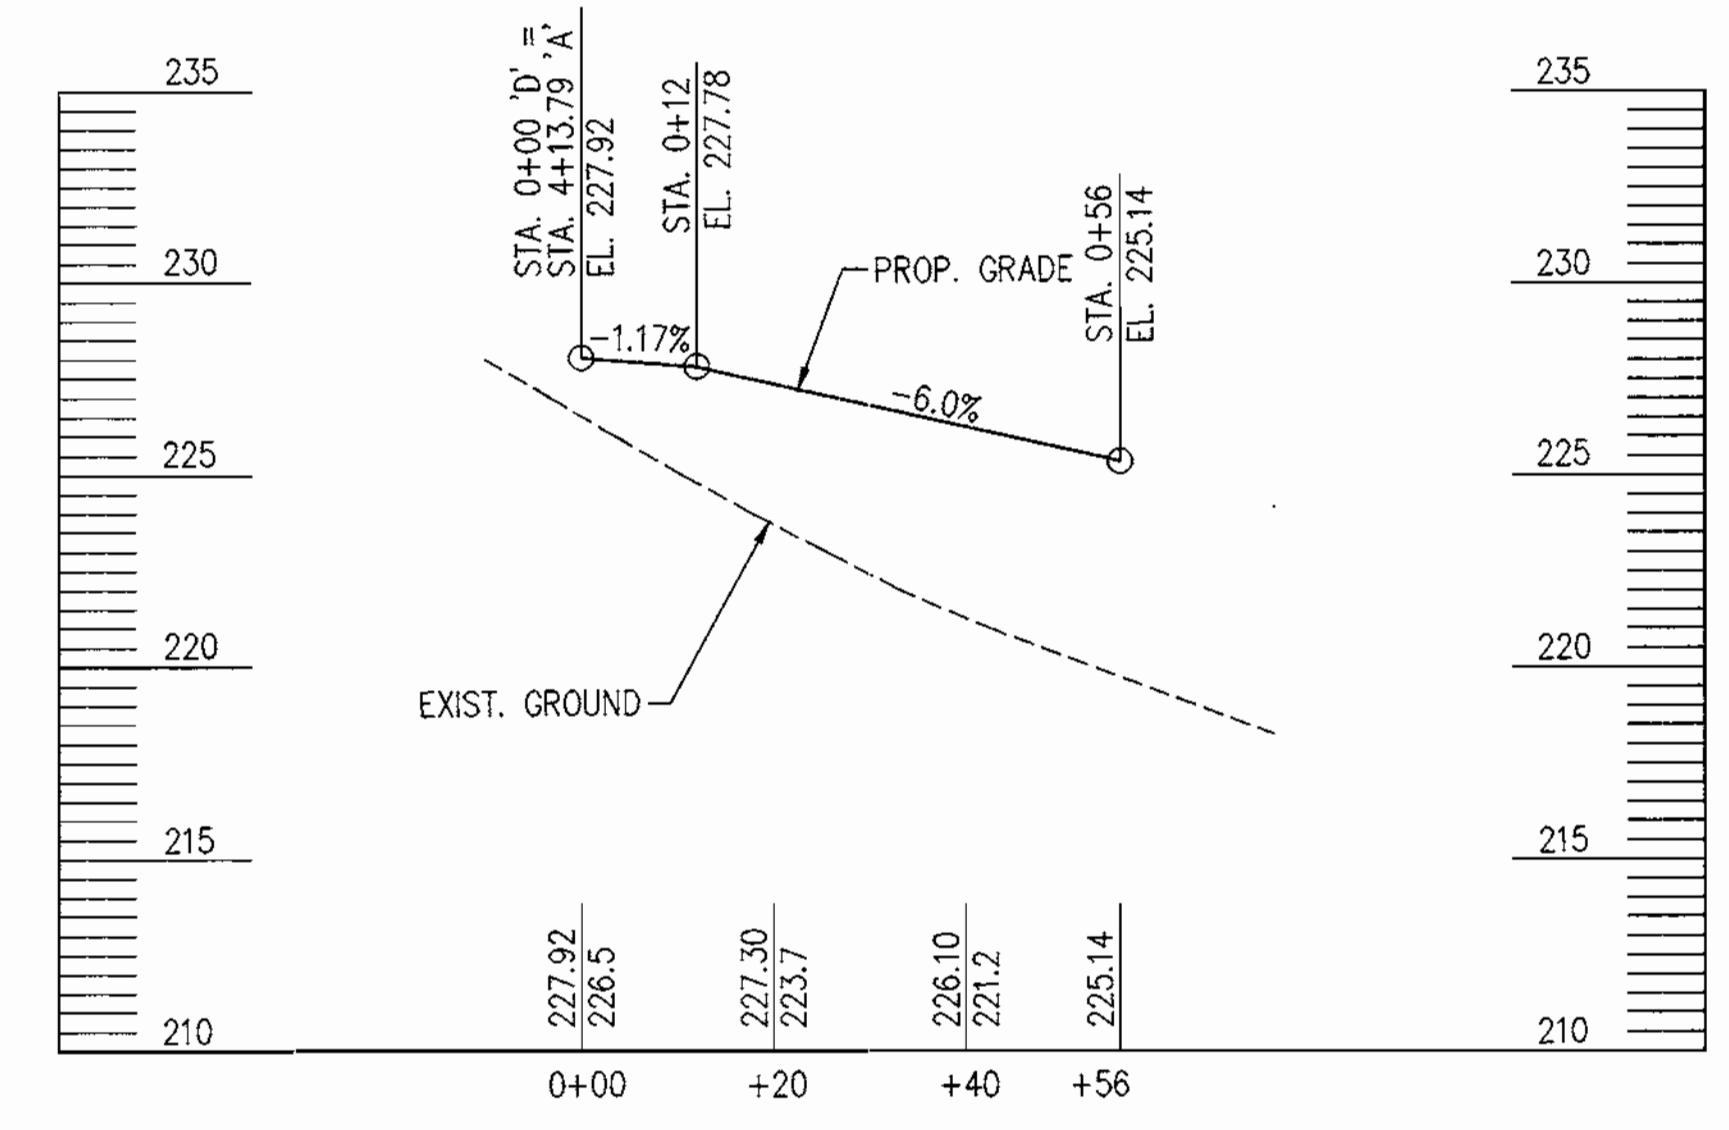 235
235
STA. 0+00 'D' =
STA. 4+13.79 'A'
EL. 227.92
STA. 0+12
EL. 227.78
STA. 0+56
EL. 225.14
230
230
PROP. GRADE
-1.17%
-6.0%
225
225
220
220
EXIST. GROUND
215
215
227.92
226.5
227.30
223.7
226.10
221.2
225.14
210
210
0+00
+20
+40
+56